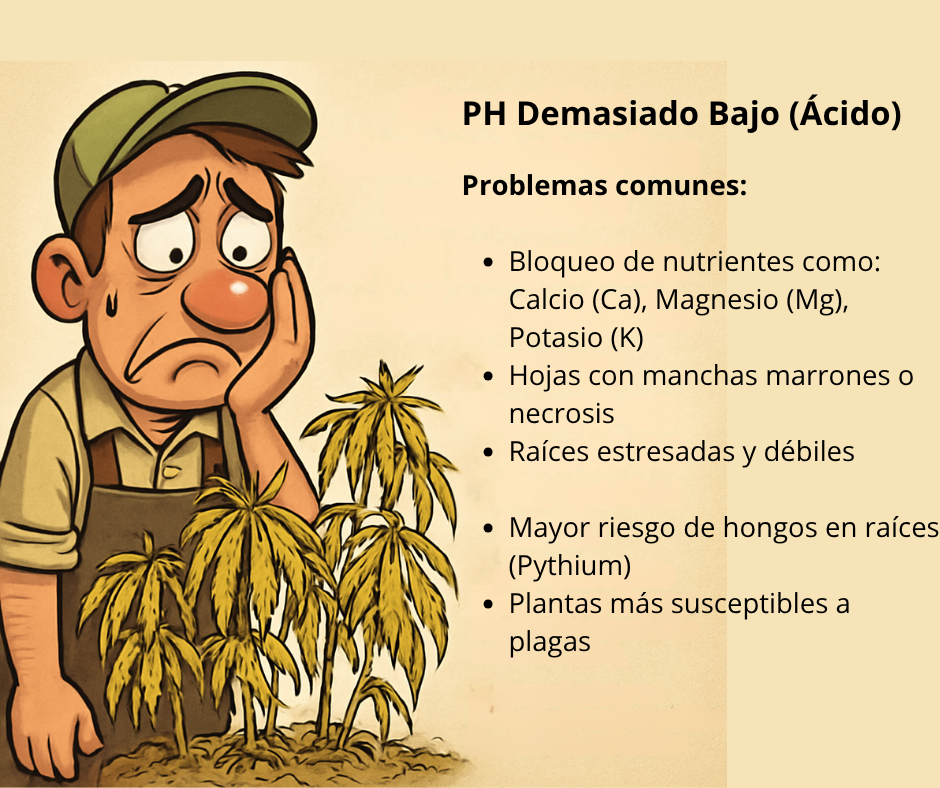 PH Demasiado Bajo (Ácido)
Problemas comunes:
• Bloqueo de nutrientes como:
Calcio (Ca), Magnesio (Mg),
Potasio (K)
• Hojas con manchas marrones o
necrosis
• Raíces estresadas y débiles
• Mayor riesgo de hongos en raíces
(Pythium)
• Plantas más susceptibles a
plagas